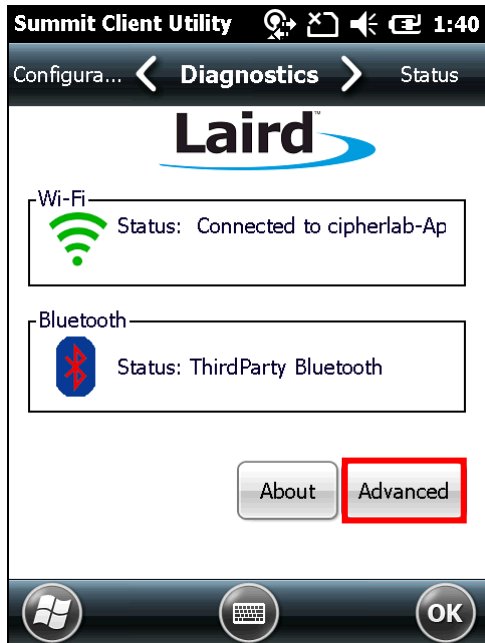 Summit Client Utility 1:40
Configura... Diagnostics Status
Laird™
Wi-Fi
Status: Connected to cipherlab-Ap
Bluetooth
Status: ThirdParty Bluetooth
About Advanced
OK